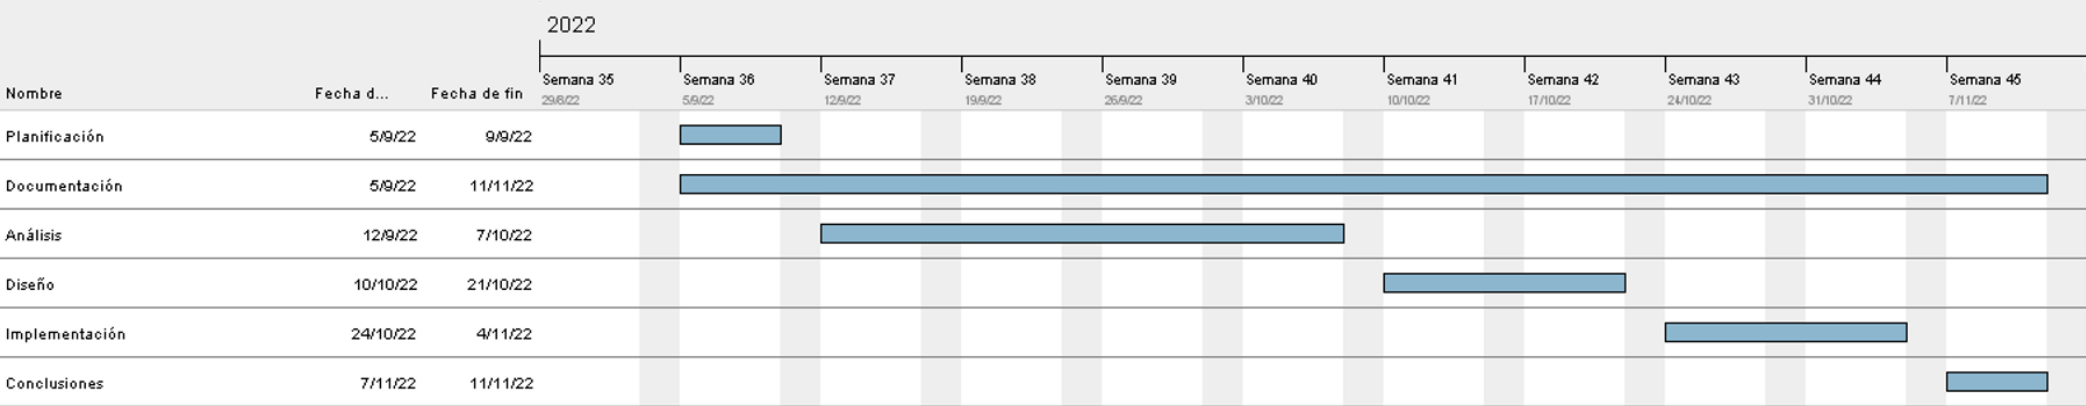 2022
Semana 35 Semana 36 Semana 37 Semana 38 Semana 39 Semana 40 Semana 41 Semana 42 Semana 43 Semana 44 Semana 45
Nombre Fecha d... Fecha de fin
29/8/22 5/9/22 12/9/22 19/9/22 26/9/22 3/10/22 10/10/22 17/10/22 24/10/22 31/10/22 7/11/22
Planificación 5/9/22 9/9/22
Documentación 5/9/22 11/11/22
Análisis 12/9/22 7/10/22
Diseño 10/10/22 21/10/22
Implementación 24/10/22 4/11/22
Conclusiones 7/11/22 11/11/22